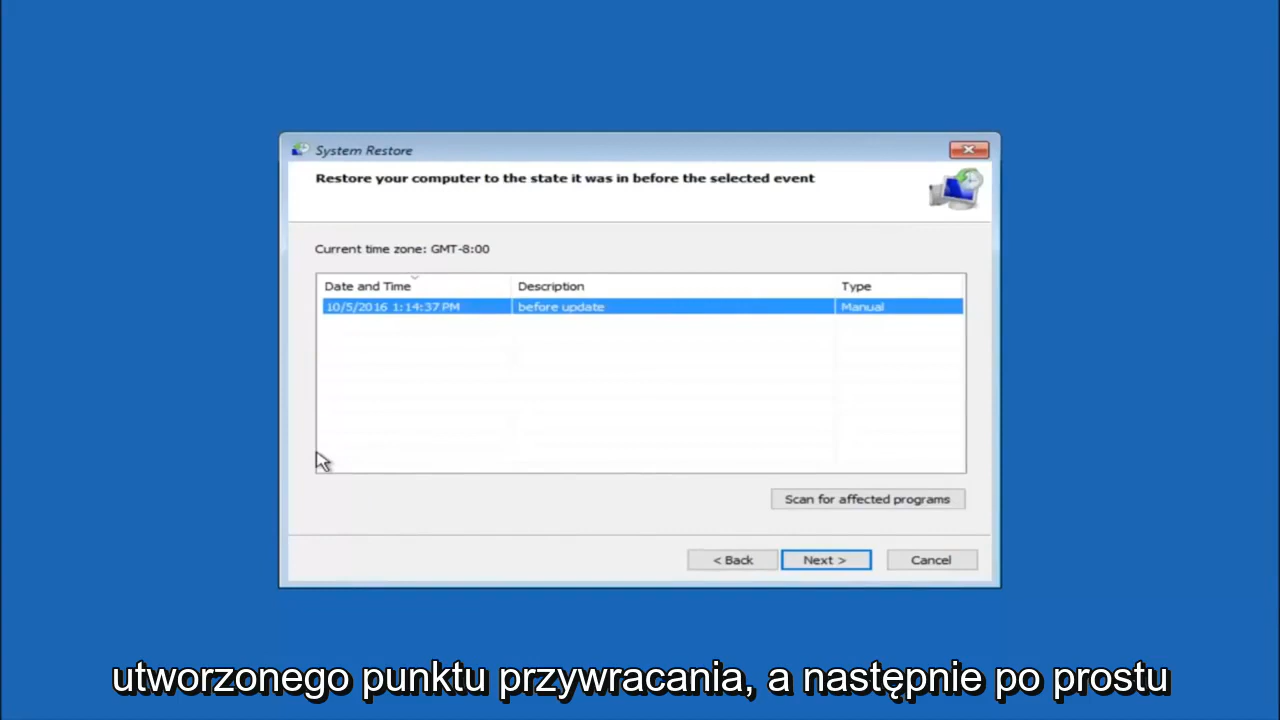 System Restore
Restore your computer to the state it was in before the selected event
Current time zone: GMT-8:00
Date and Time Description Type
10/5/2016 1:14:37 PM before update Manual
Scan for affected programs
< Back Next > Cancel
utworzonego punktu przywracania, a następnie po prostu